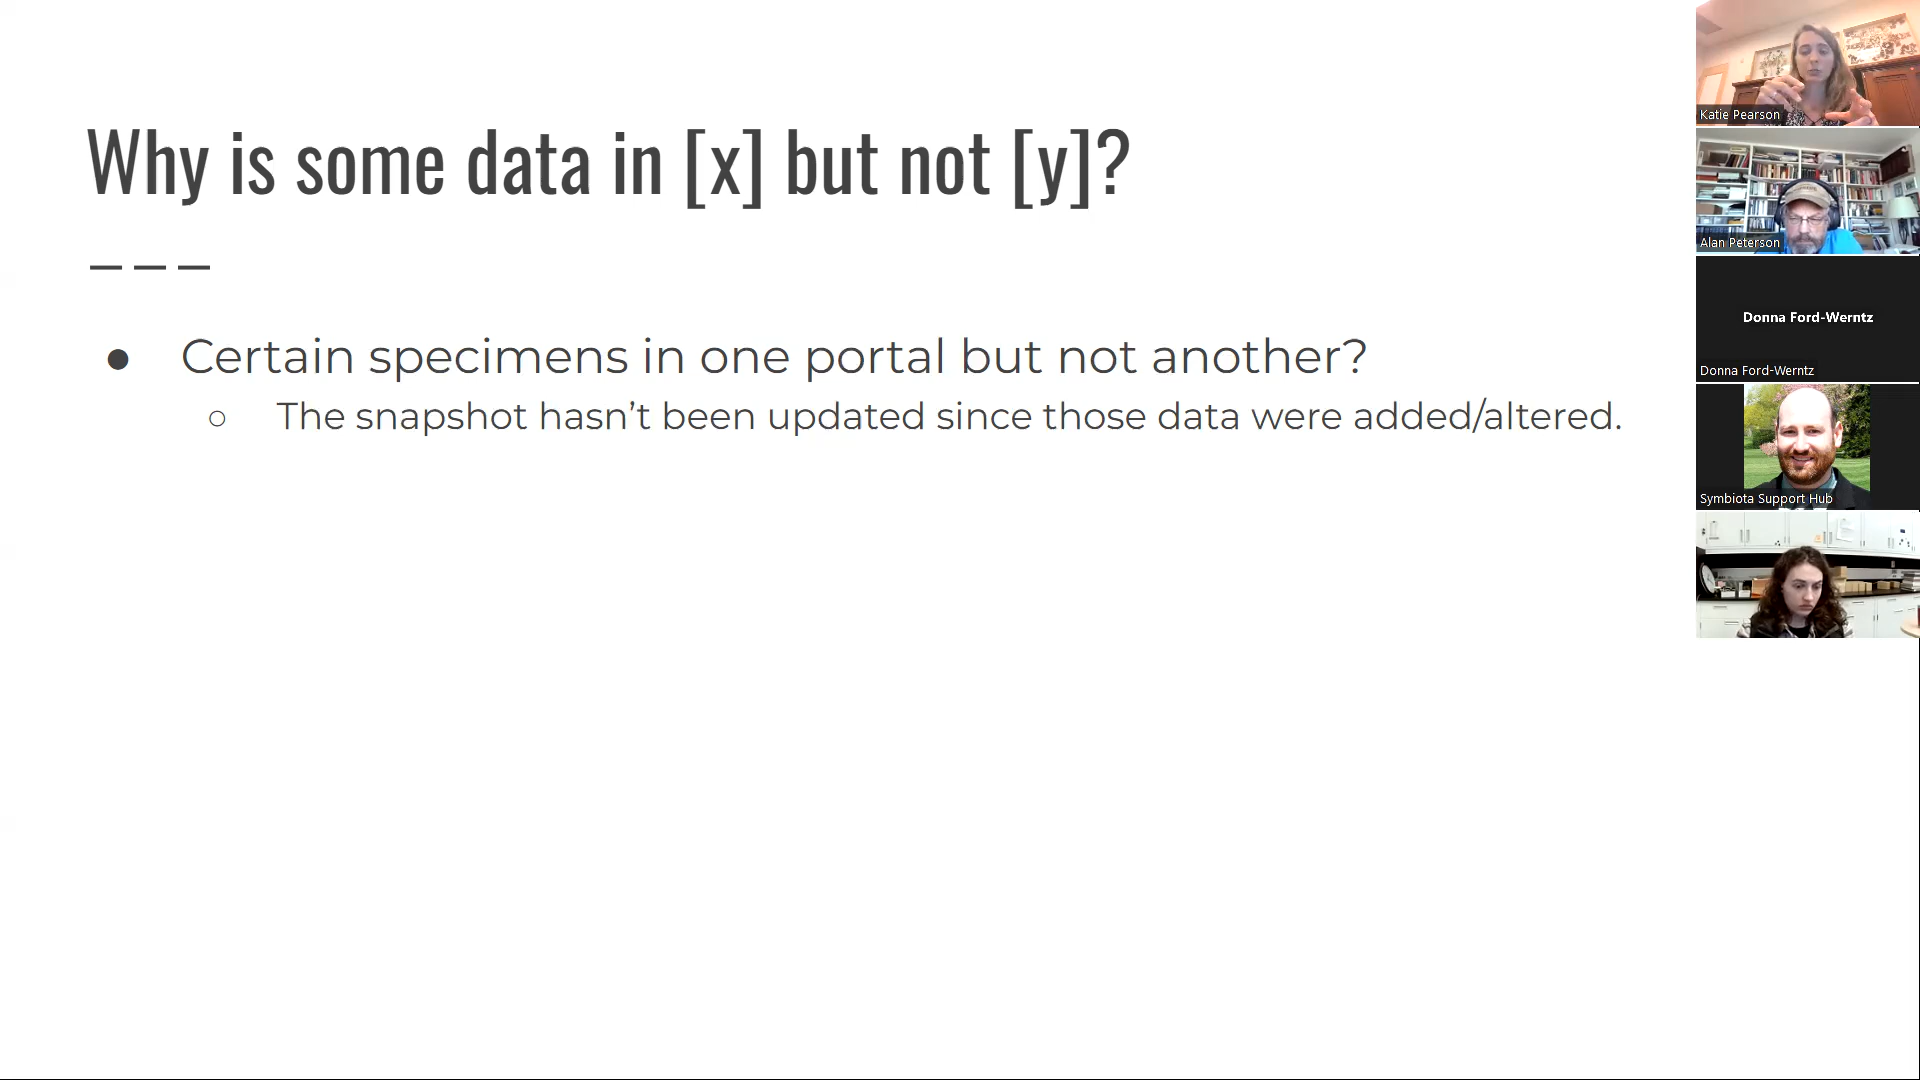 Why is some data in [x] but not [y]?
● Certain specimens in one portal but not another?
○ The snapshot hasn’t been updated since those data were added/altered.
Katie Pearson
Alan Peterson
Donna Ford-Werntz
Donna Ford-Werntz
Symbiota Support Hub